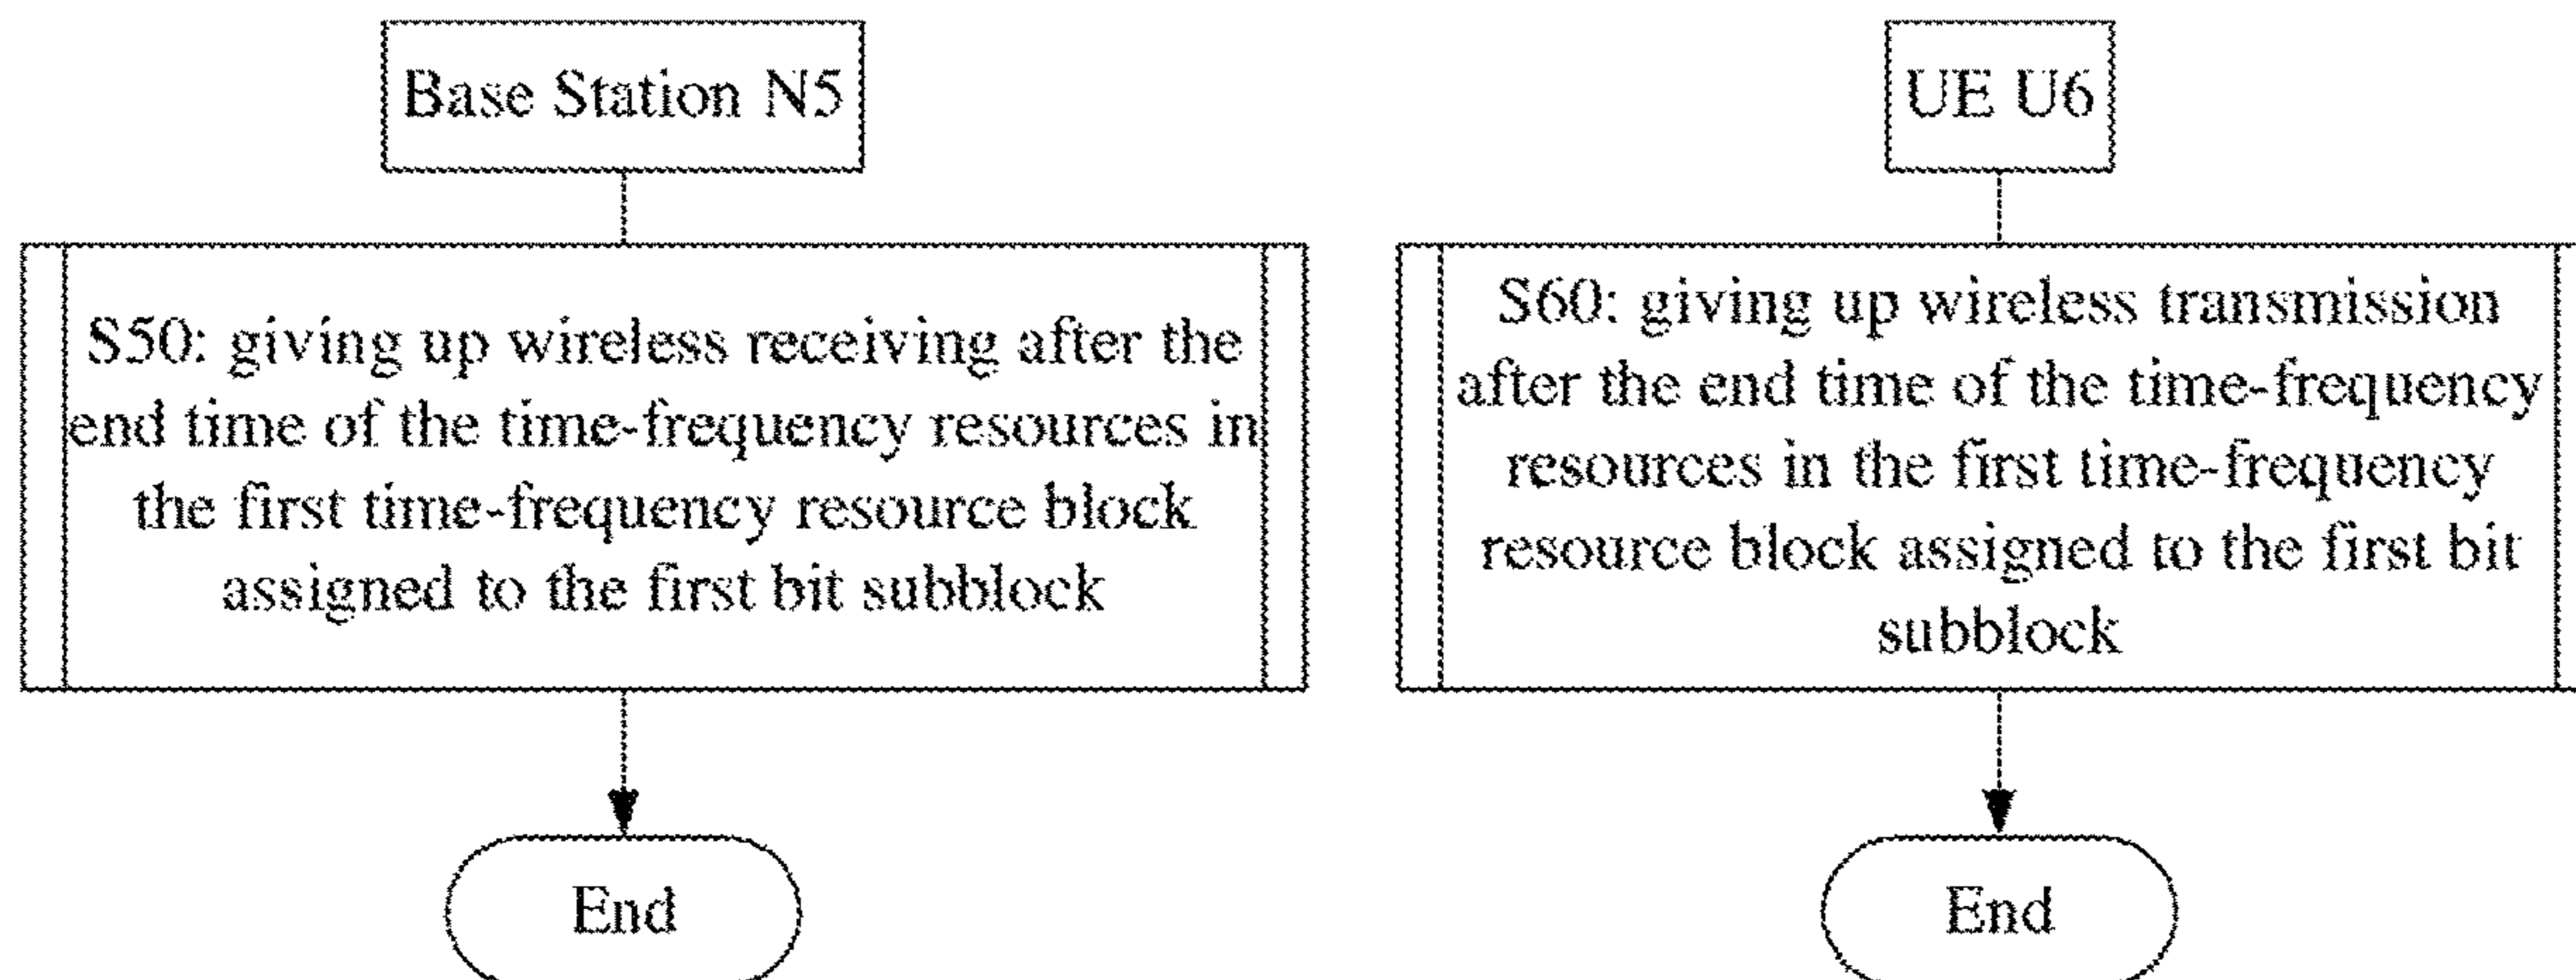 Base Station N5
S50: giving up wireless receiving after the
end time of the time-frequency resources in
the first time-frequency resource block
assigned to the first bit subblock
End
UE U6
S60: giving up wireless transmission
after the end time of the time-frequency
resources in the first time-frequency
resource block assigned to the first bit
subblock
End